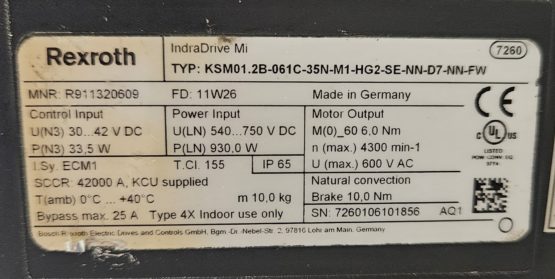 Rexroth
IndraDrive Mi
7260
TYP: KSM01.2B-061C-35N-M1-HG2-SE-NN-D7-NN-FW
MNR: R911320609 FD: 11W26 Made in Germany
Control Input Power Input Motor Output
U(N3) 30...42 V DC U(LN) 540...750 V DC M(0)_60 6.0 Nm
P(N3) 33,5 W P(LN) 930,0 W n (max.) 4300 min-1
I.Sy. ECM1 T.Cl. 155 IP 65 U (max.) 600 V AC
SCCR: 42000 A, KCU supplied Natural convection
T(amb) 0°C ... +40°C m 10,0 kg Brake 10,0 Nm
Bypass max. 25 A Type 4X Indoor use only SN: 7260106101856 AQ1
Bosch Rexroth Electric Drives and Controls GmbH, Bgm.-Dr.-Nebel-Str. 2, 97816 Lohr am Main, Germany
CE
C UL US
LISTED